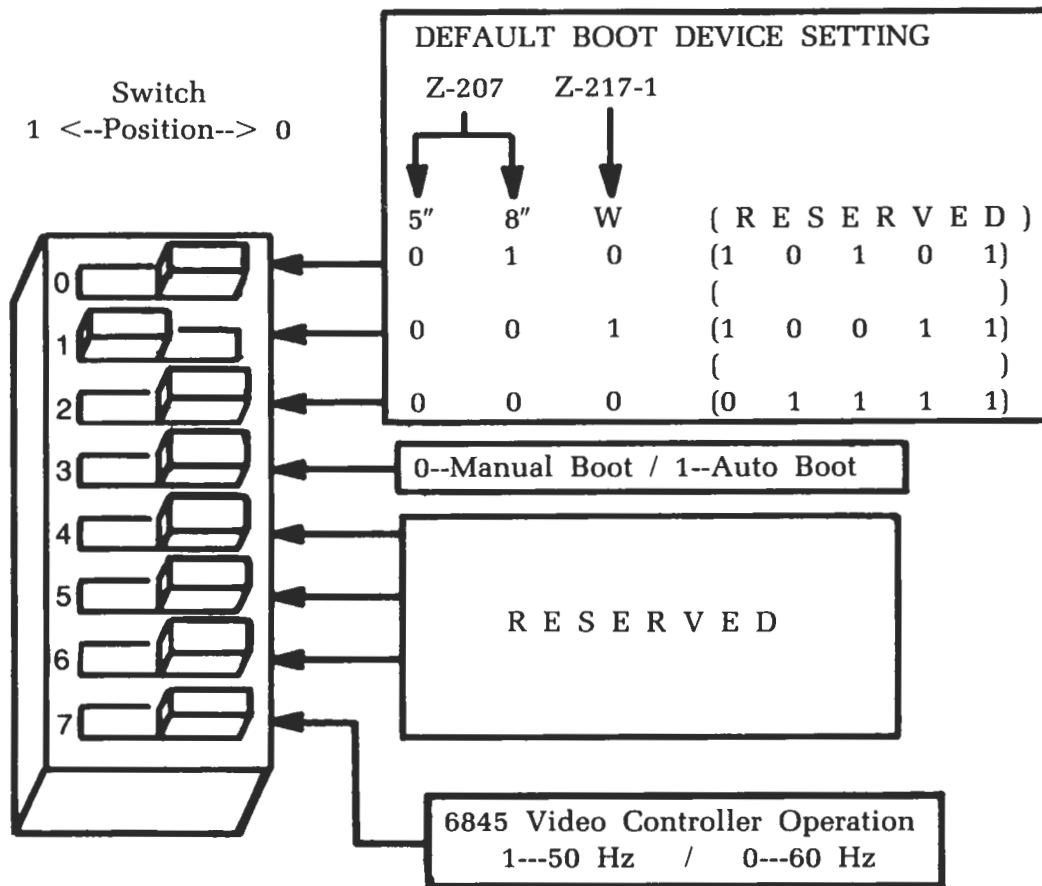 DEFAULT BOOT DEVICE SETTING
Z-207 Z-217-1
Switch
1 <--Position--> 0
5" 8" W ( R E S E R V E D )
0 1 0 (1 0 1 0 1)
( )
0 0 1 (1 0 0 1 1)
( )
0 0 0 (0 1 1 1 1)
0
1
2
3
4
5
6
7
0--Manual Boot / 1--Auto Boot
R E S E R V E D
6845 Video Controller Operation
1---50 Hz / 0---60 Hz